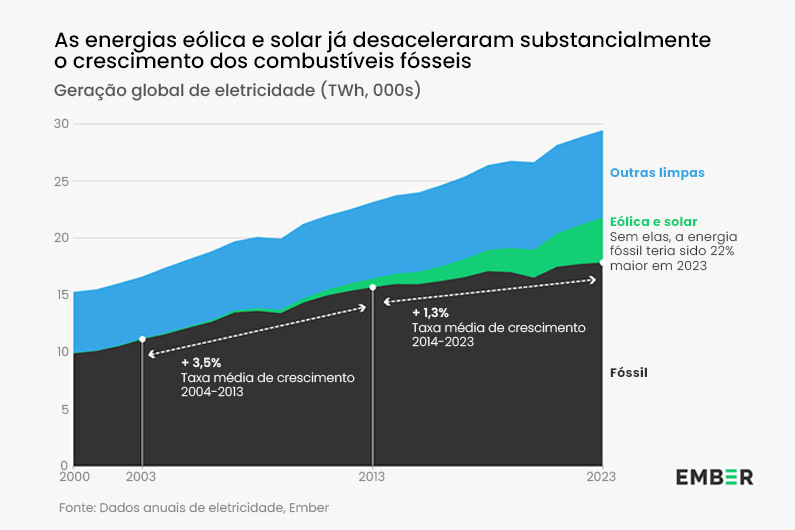 As energias eólica e solar já desaceleraram substancialmente
o crescimento dos combustíveis fósseis
Geração global de eletricidade (TWh, 000s)
30
25
20
15
10
5
0
2000
2003
2013
2023
Outras limpas
Eólica e solar
Sem elas, a energia
fóssil teria sido 22%
maior em 2023
Fóssil
+ 3,5%
Taxa média de crescimento
2004-2013
+ 1,3%
Taxa média de crescimento
2014-2023
EMBER
Fonte: Dados anuais de eletricidade, Ember